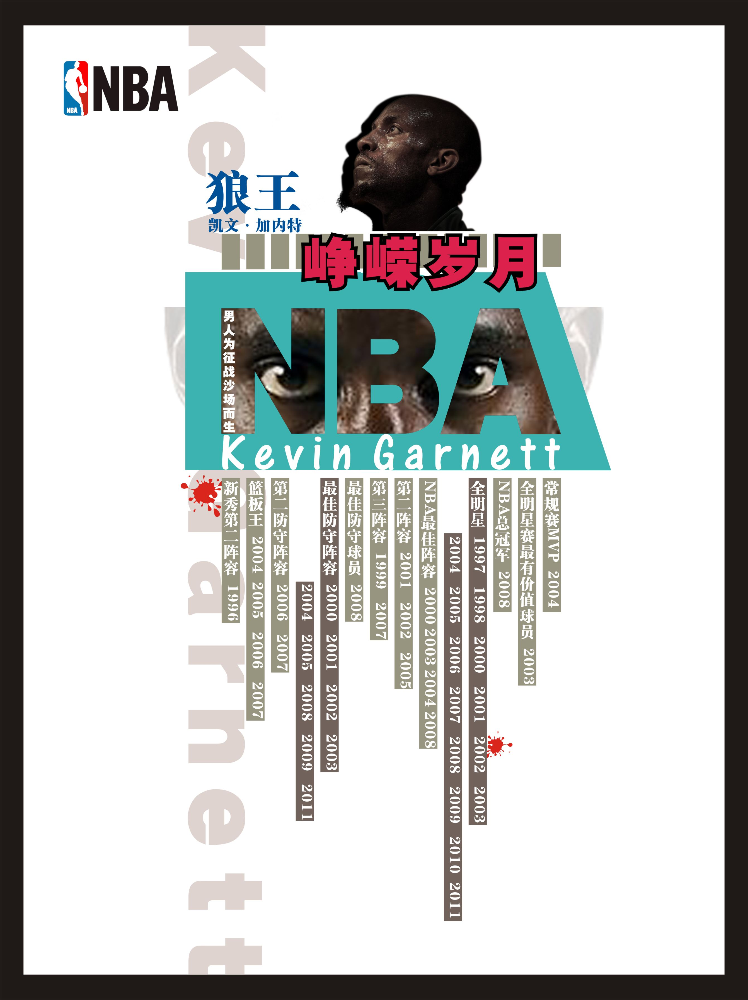 NBA
NBA
Kevin Garnett
狼王
凯文·加内特
峥嵘岁月
NBA
男人为征战沙场而生
Kevin Garnett
新秀第二阵容 1996
篮板王 2004 2005 2006 2007
第二防守阵容 2006 2007
2004 2005 2008 2009 2011
最佳防守阵容 2000 2001 2002 2003
最佳防守球员 2008
第三阵容 1999 2007
第二阵容 2001 2002 2005
NBA最佳阵容 2000 2003 2004 2008
2004 2005 2006 2007 2008 2009 2010 2011
全明星 1997 1998 2000 2001 2002 2003
NBA总冠军 2008
全明星赛最有价值球员 2003
常规赛MVP 2004